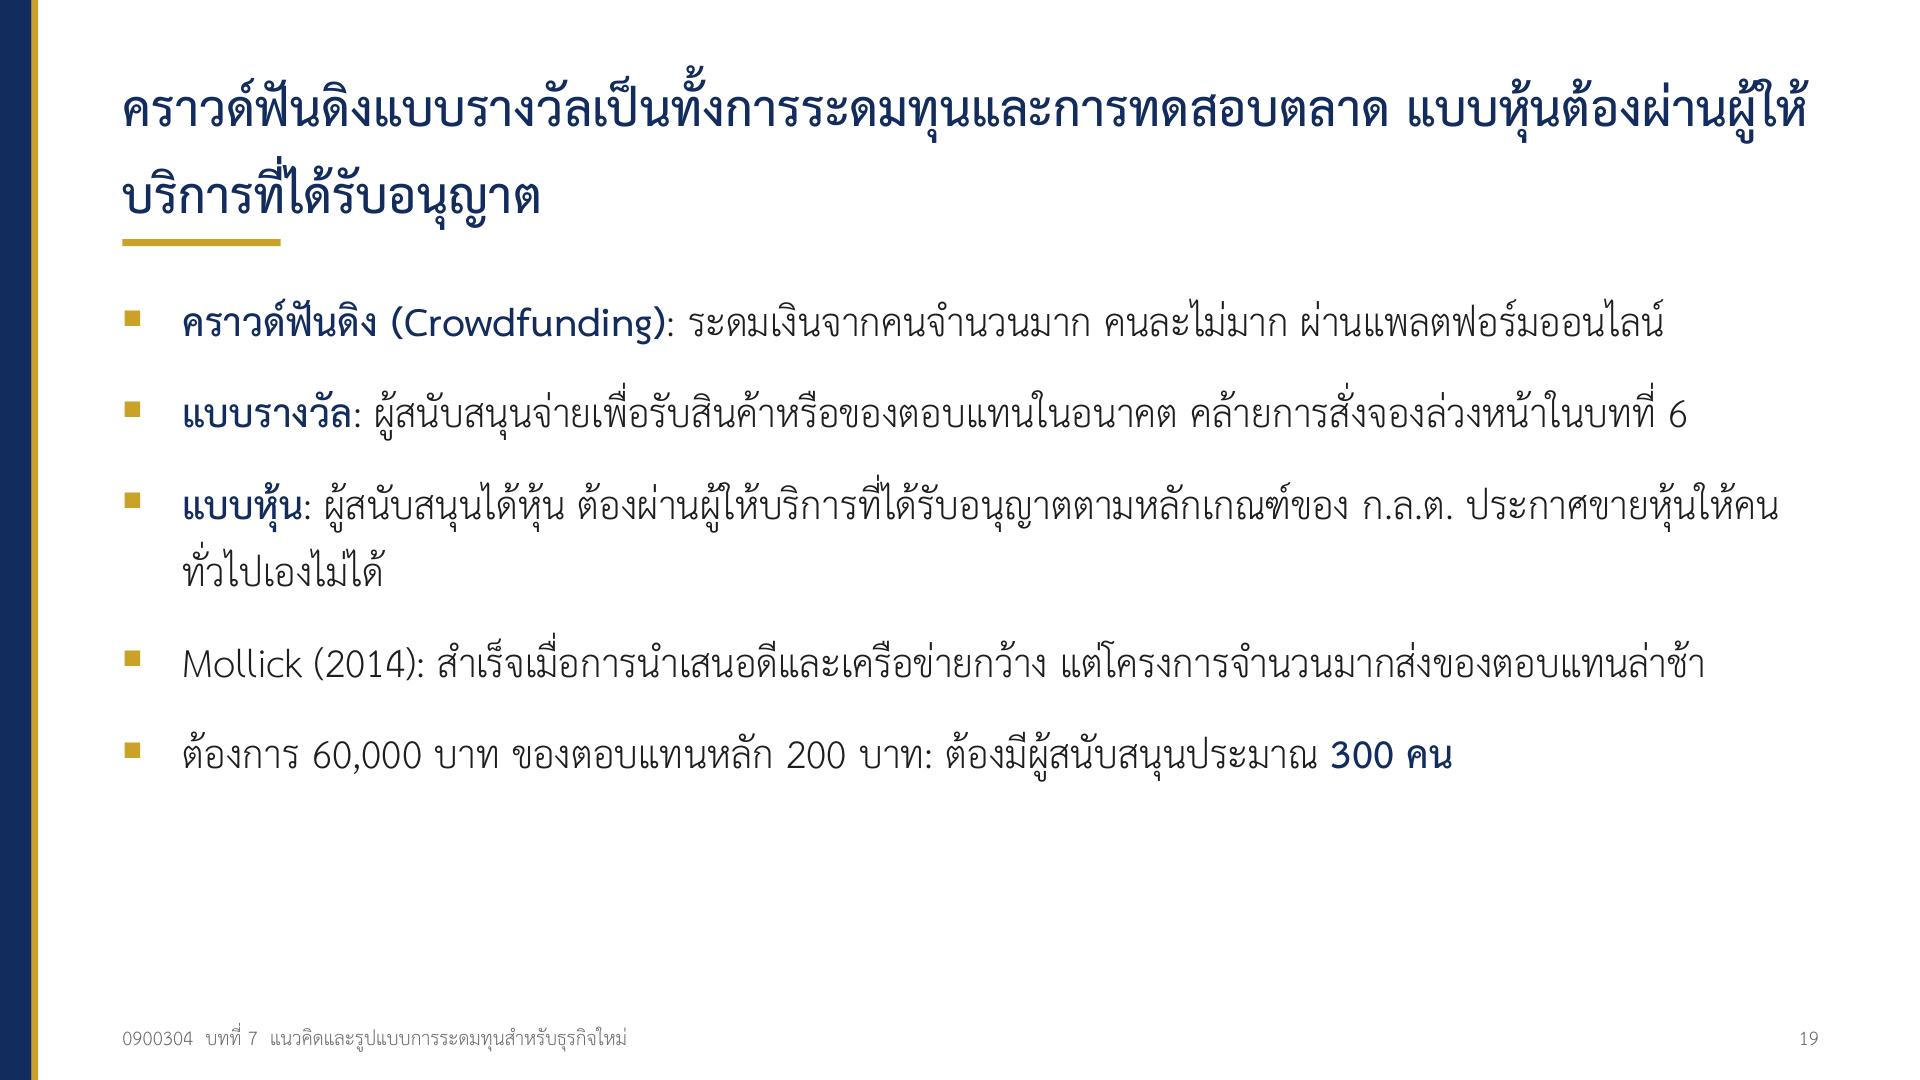 คราวด์ฟันดิงแบบรางวัลเป็นทั้งการระดมทุนและการทดสอบตลาด แบบหุ้นต้องผ่านผู้ให้
บริการที่ได้รับอนุญาต
คราวด์ฟันดิง (Crowdfunding): ระดมเงินจากคนจำนวนมาก คนละไม่มาก ผ่านแพลตฟอร์มออนไลน์
แบบรางวัล: ผู้สนับสนุนจ่ายเพื่อรับสินค้าหรือของตอบแทนในอนาคต คล้ายการสั่งจองล่วงหน้าในบทที่ 6
แบบหุ้น: ผู้สนับสนุนได้หุ้น ต้องผ่านผู้ให้บริการที่ได้รับอนุญาตตามหลักเกณฑ์ของ ก.ล.ต. ประกาศขายหุ้นให้คน
ทั่วไปเองไม่ได้
Mollick (2014): สำเร็จเมื่อการนำเสนอดีและเครือข่ายกว้าง แต่โครงการจำนวนมากส่งของตอบแทนล่าช้า
ต้องการ 60,000 บาท ของตอบแทนหลัก 200 บาท: ต้องมีผู้สนับสนุนประมาณ 300 คน
0900304 บทที่ 7 แนวคิดและรูปแบบการระดมทุนสำหรับธุรกิจใหม่
19